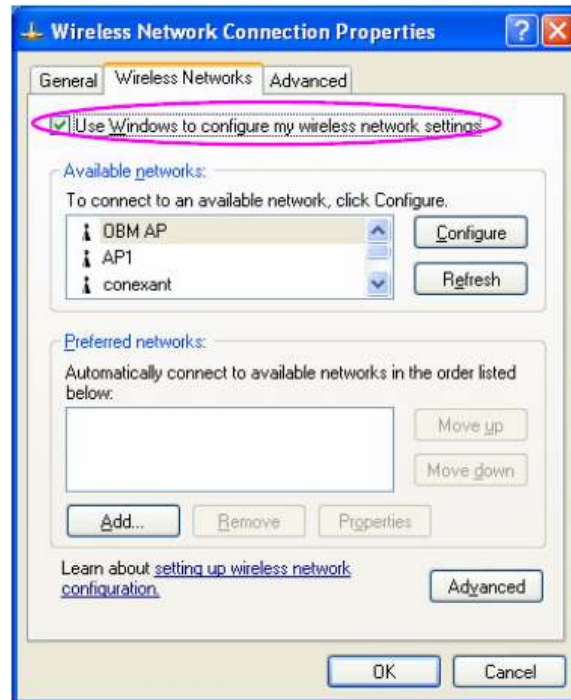 Wireless Network Connection Properties
General Wireless Networks Advanced
Use Windows to configure my wireless network settings
Available networks:
To connect to an available network, click Configure.
OBM AP
AP1
conexant
Configure
Refresh
Preferred networks:
Automatically connect to available networks in the order listed
below:
Move up
Move down
Add... Remove Properties
Learn about setting up wireless network
configuration.
Advanced
OK Cancel